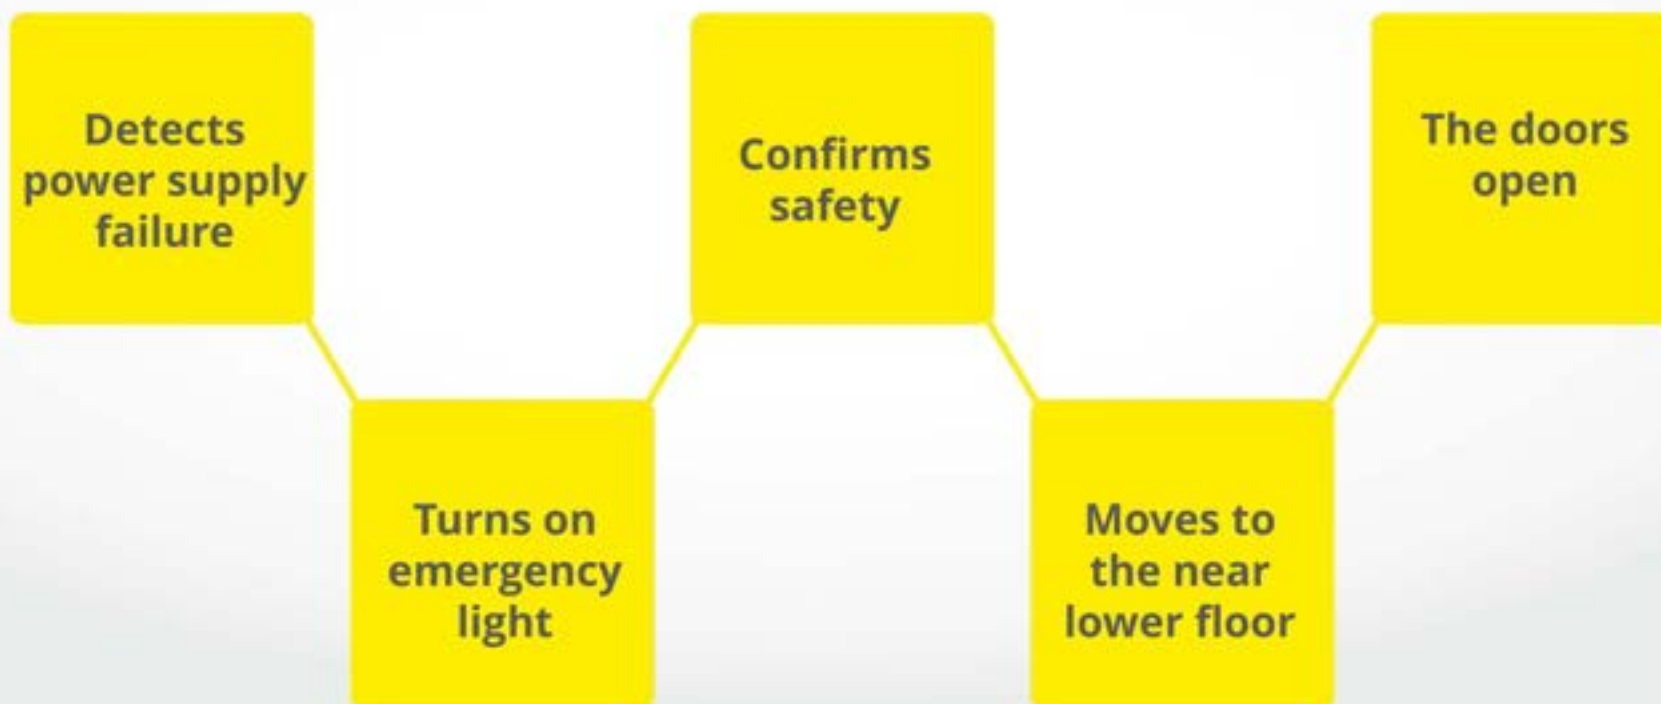 Detects
power supply
failure
Turns on
emergency
light
Confirms
safety
Moves to
the near
lower floor
The doors
open